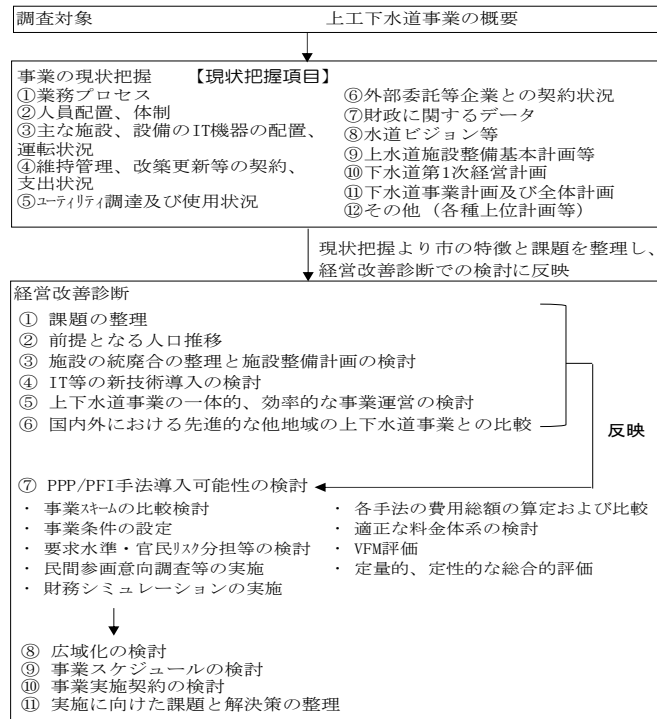 調査対象 上工下水道事業の概要
事業の現状把握 【現状把握項目】
①業務プロセス
②人員配置、体制
③主な施設、設備のIT機器の配置、
運転状況
④維持管理、改築更新等の契約、
支出状況
⑤ユーティリティ調達及び使用状況
⑥外部委託等企業との契約状況
⑦財政に関するデータ
⑧水道ビジョン等
⑨上水道施設整備基本計画等
⑩下水道第1次経営計画
⑪下水道事業計画及び全体計画
⑫その他（各種上位計画等）
現状把握より市の特徴と課題を整理し、
経営改善診断での検討に反映
経営改善診断
① 課題の整理
② 前提となる人口推移
③ 施設の統廃合の整理と施設整備計画の検討
④ IT等の新技術導入の検討
⑤ 上下水道事業の一体的、効率的な事業運営の検討
⑥ 国内外における先進的な他地域の上下水道事業との比較
反映
⑦ PPP/PFI手法導入可能性の検討
・ 事業スキームの比較検討
・ 事業条件の設定
・ 要求水準・官民リスク分担等の検討
・ 民間参画意向調査等の実施
・ 財務シミュレーションの実施
・ 各手法の費用総額の算定および比較
・ 適正な料金体系の検討
・ VFM評価
・ 定量的、定性的な総合的評価
⑧ 広域化の検討
⑨ 事業スケジュールの検討
⑩ 事業実施契約の検討
⑪ 実施に向けた課題と解決策の整理